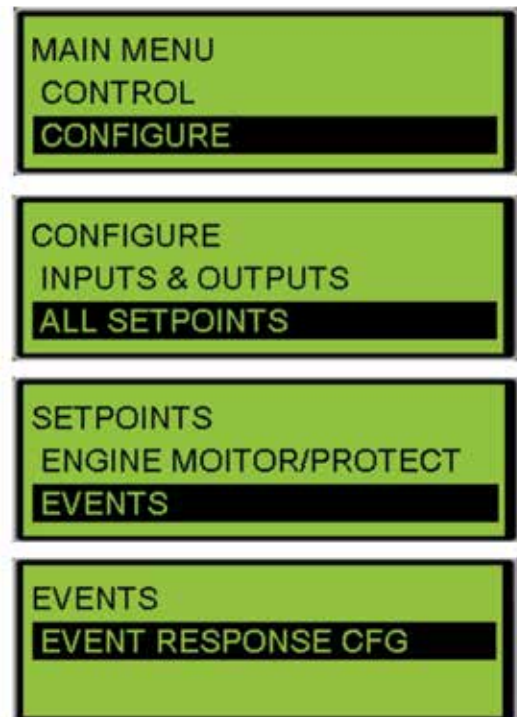 MAIN MENU
CONTROL
CONFIGURE
CONFIGURE
INPUTS & OUTPUTS
ALL SETPOINTS
SETPOINTS
ENGINE MOITOR/PROTECT
EVENTS
EVENTS
EVENT RESPONSE CFG